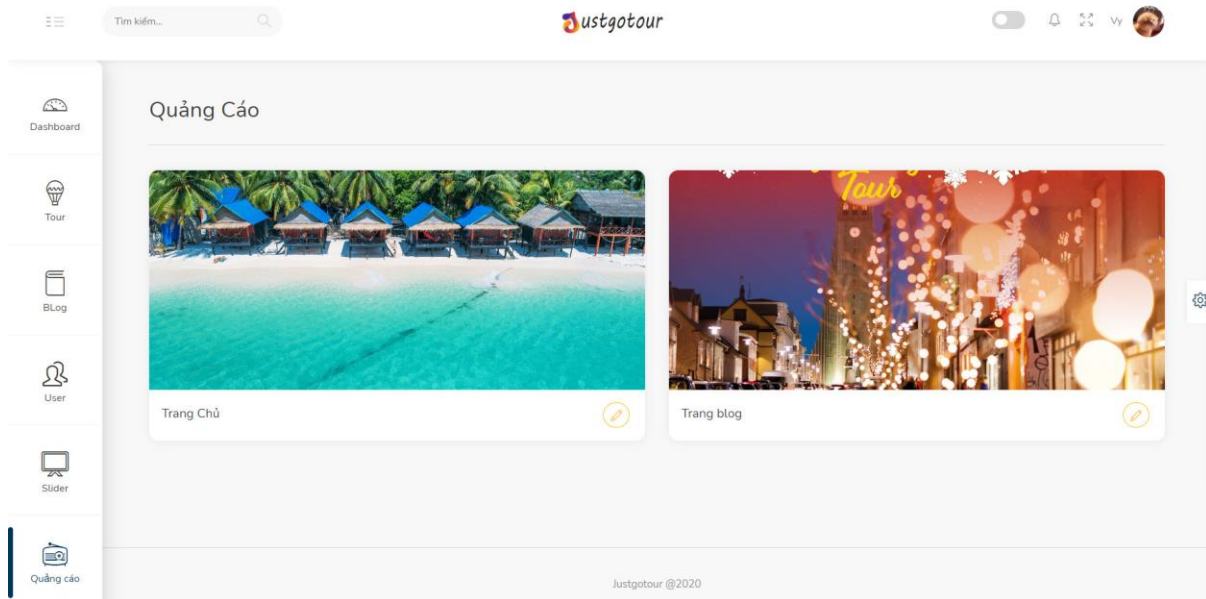 Tìm kiếm...
Justgotour
Vy
Dashboard
Tour
BLog
User
Slider
Quảng cáo
Quảng Cáo
Tour
Trang Chủ
Trang blog
Justgotour @2020